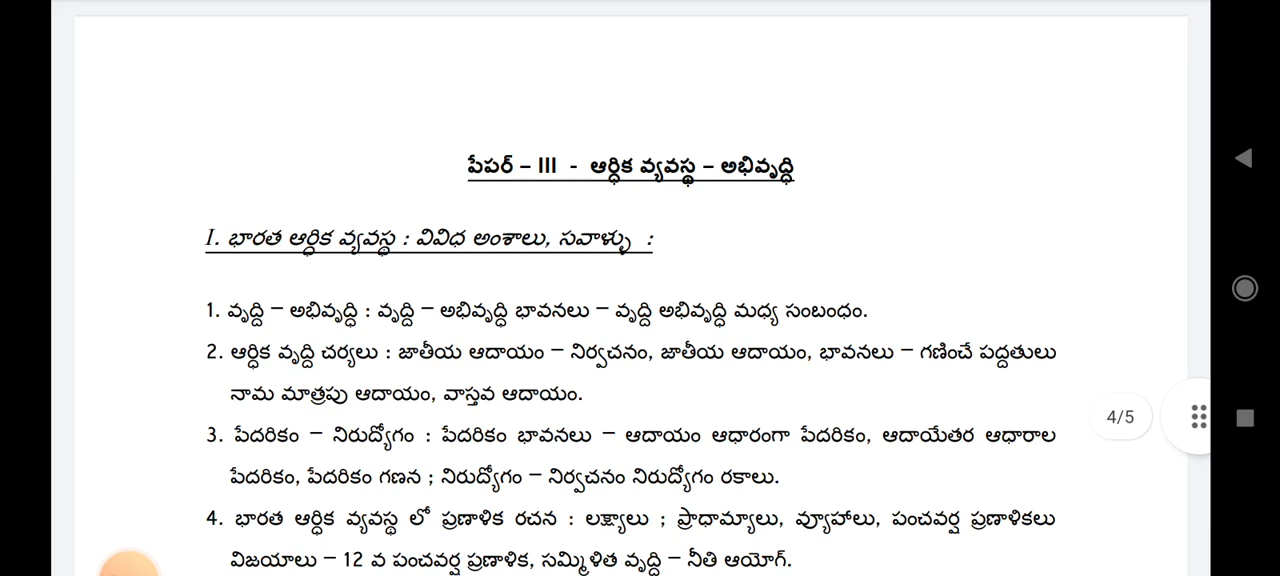 పేపర్ – III - ఆర్ధిక వ్యవస్థ – అభివృద్ధి
I. భారత ఆర్ధిక వ్యవస్థ : వివిధ అంశాలు, సవాళ్ళు :
1. వృద్ది – అభివృద్ధి : వృద్ది – అభివృద్ధి భావనలు – వృద్ది అభివృద్ధి మధ్య సంబంధం.
2. ఆర్ధిక వృద్ది చర్యలు : జాతీయ ఆదాయం – నిర్వచనం, జాతీయ ఆదాయం, భావనలు – గణించే పద్దతులు
నామ మాత్రపు ఆదాయం, వాస్తవ ఆదాయం.
3. పేదరికం – నిరుద్యోగం : పేదరికం భావనలు – ఆదాయం ఆధారంగా పేదరికం, ఆదాయేతర ఆధారాల
పేదరికం, పేదరికం గణన ; నిరుద్యోగం – నిర్వచనం నిరుద్యోగం రకాలు.
4. భారత ఆర్ధిక వ్యవస్థ లో ప్రణాళిక రచన : లక్ష్యాలు ; ప్రాధామ్యాలు, వ్యూహాలు, పంచవర్ష ప్రణాళికలు
విజయాలు – 12 వ పంచవర్ష ప్రణాళిక, సమ్మిళిత వృద్ది – నీతి ఆయోగ్.
4/5